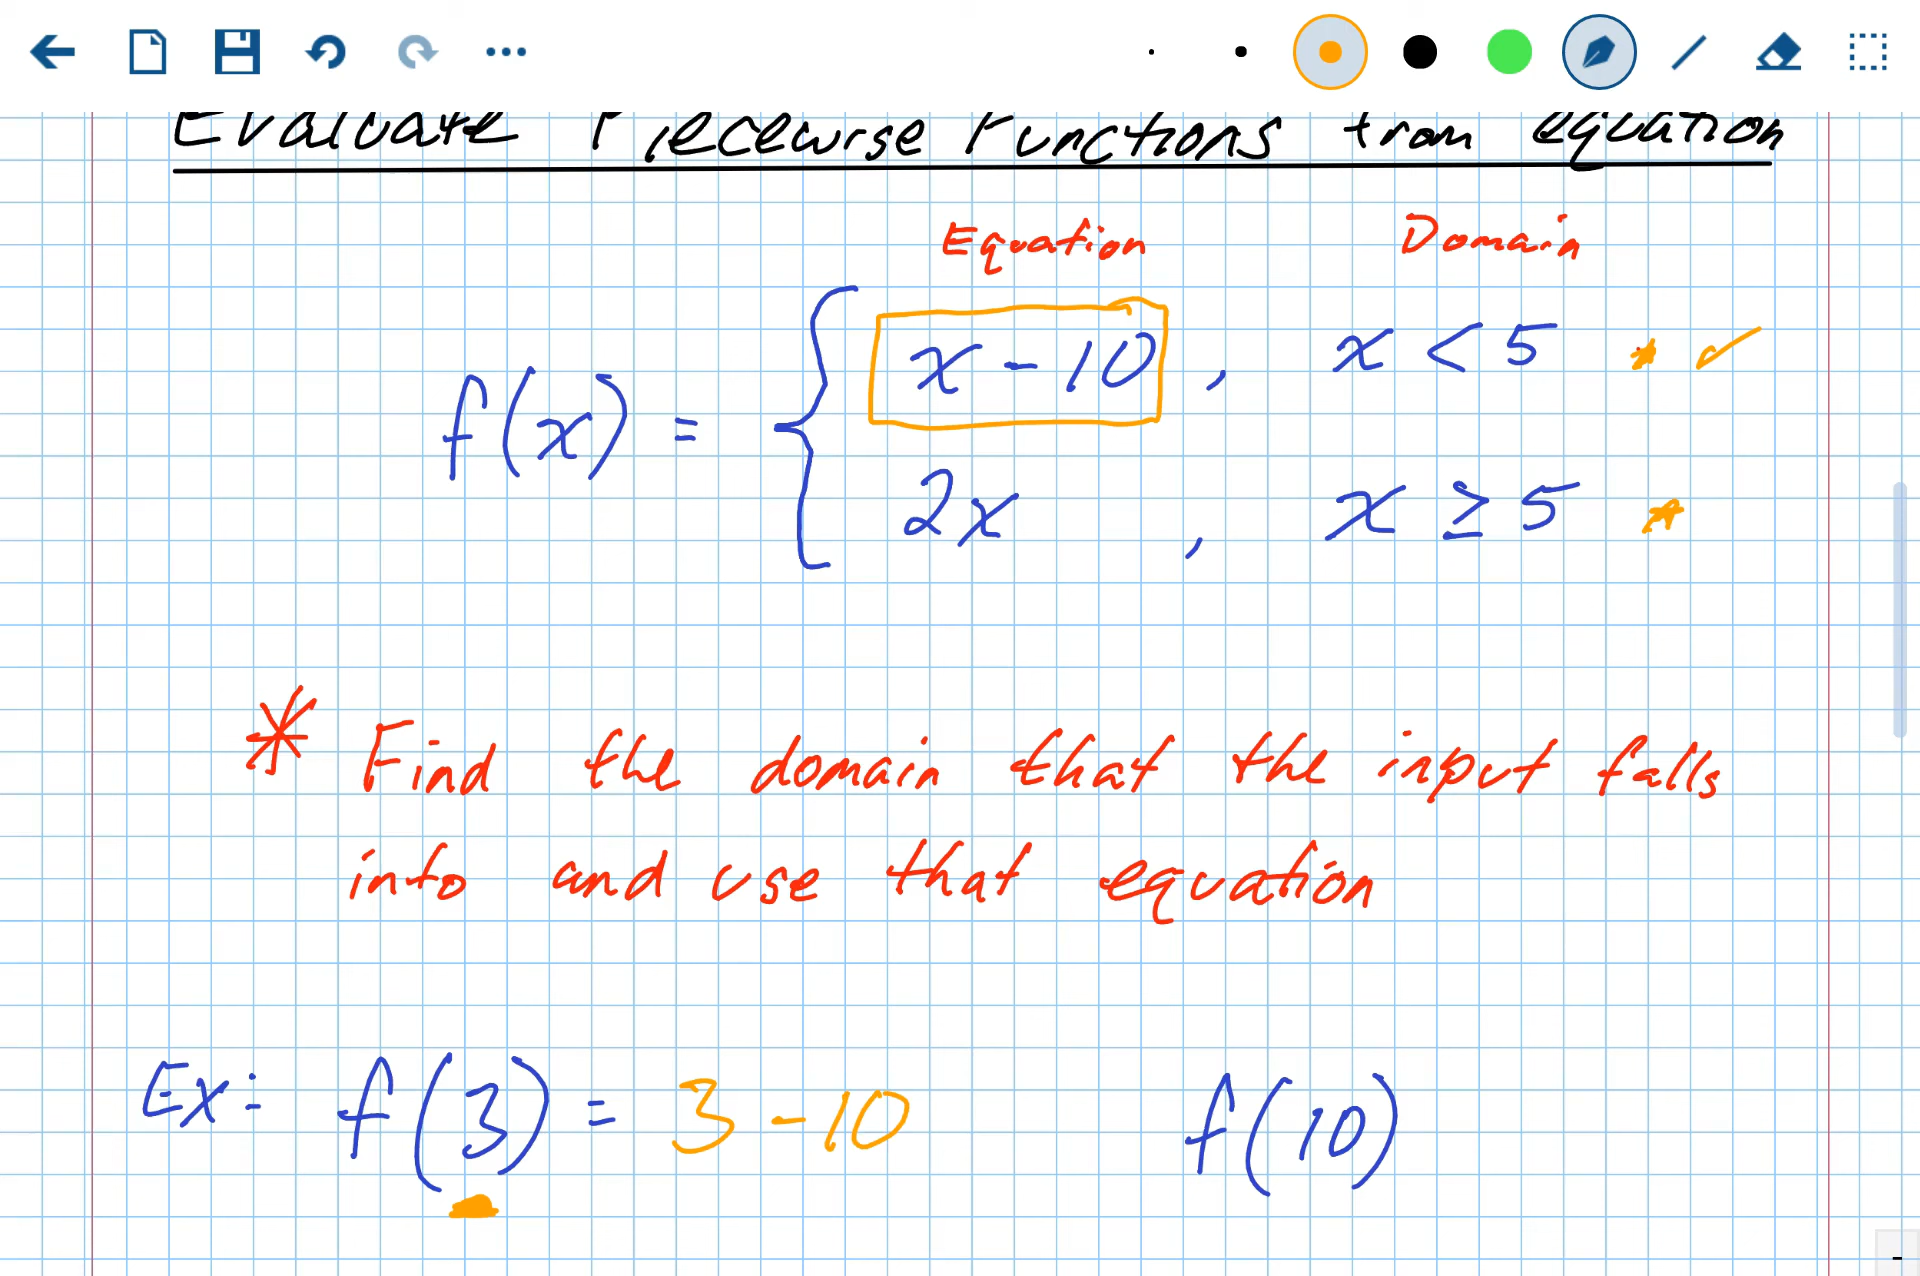 Evaluate Piecewise Functions from equation
Equation Domain
f(x) = { x - 10 , x < 5
2x , x ≥ 5
* Find the domain that the input falls
into and use that equation
Ex: f(3) = 3 - 10 f(10)